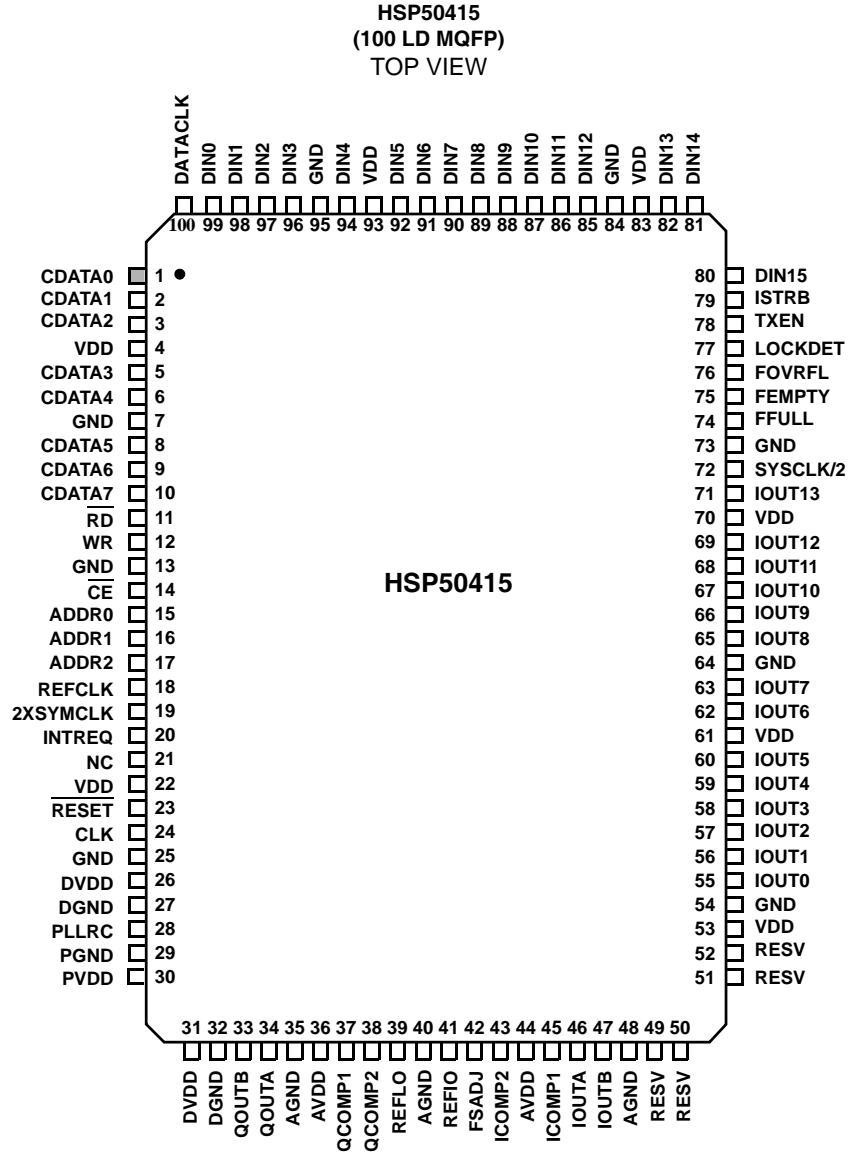 HSP50415
(100 LD MQFP)
TOP VIEW
DATACLK DIN0 DIN1 DIN2 DIN3 GND DIN4 VDD DIN5 DIN6 DIN7 DIN8 DIN9 DIN10 DIN11 DIN12 GND VDD DIN13 DIN14
100 99 98 97 96 95 94 93 92 91 90 89 88 87 86 85 84 83 82 81
CDATA0 1 80 DIN15
CDATA1 2 79 ISTRB
CDATA2 3 78 TXEN
VDD 4 77 LOCKDET
CDATA3 5 76 FOVRFL
CDATA4 6 75 FEMPTY
GND 7 74 FFULL
CDATA5 8 73 GND
CDATA6 9 72 SYSCLK/2
CDATA7 10 71 IOUT13
RD 11 70 VDD
WR 12 69 IOUT12
GND 13 68 IOUT11
CE 14 HSP50415 67 IOUT10
ADDR0 15 66 IOUT9
ADDR1 16 65 IOUT8
ADDR2 17 64 GND
REFCLK 18 63 IOUT7
2XSYMCLK 19 62 IOUT6
INTREQ 20 61 VDD
NC 21 60 IOUT5
VDD 22 59 IOUT4
RESET 23 58 IOUT3
CLK 24 57 IOUT2
GND 25 56 IOUT1
DVDD 26 55 IOUT0
DGND 27 54 GND
PLLRC 28 53 VDD
PGND 29 52 RESV
PVDD 30 51 RESV
31 32 33 34 35 36 37 38 39 40 41 42 43 44 45 46 47 48 49 50
DVDD DGND QOUTB QOUTA AGND AVDD QCOMP1 QCOMP2 REFLO AGND REFIO FSADJ ICOMP2 AVDD ICOMP1 IOUTA IOUTB AGND RESV RESV